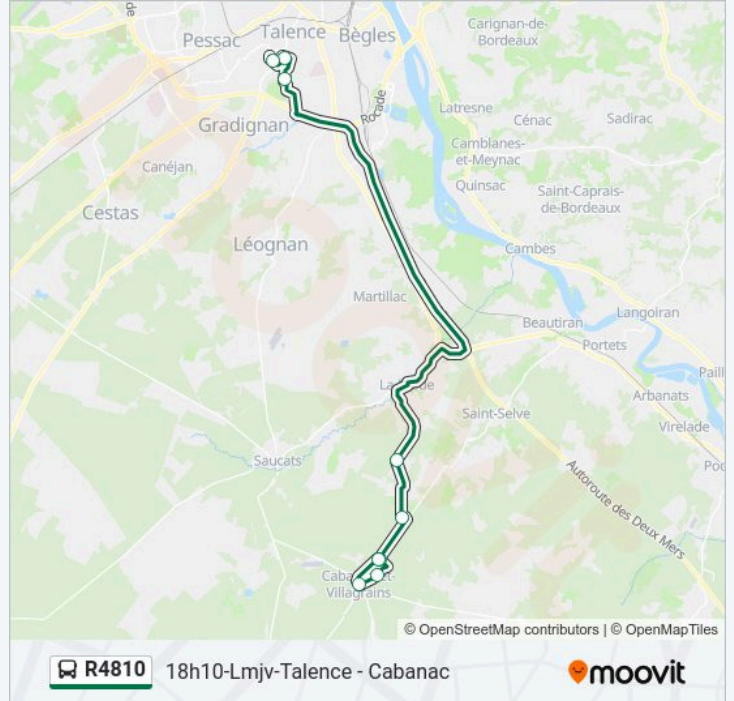 Talence
Bègles
Pessac
Carignan-de-
Bordeaux
Rocade
Latresne
Cénac
Sadirac
Gradignan
Camblanes-
et-Meynac
Canéjan
Quinsac
Saint-Caprais-
de-Bordeaux
Cestas
Léognan
Cambes
Martillac
Langoiran
Beautiran
Portets
Arbanats
Saint-Selve
Virelade
Saucats
Autoroute des Deux Mers
Villagrains
© OpenStreetMap contributors | © OpenMapTiles
R4810
18h10-Lmjv-Talence - Cabanac
moovit